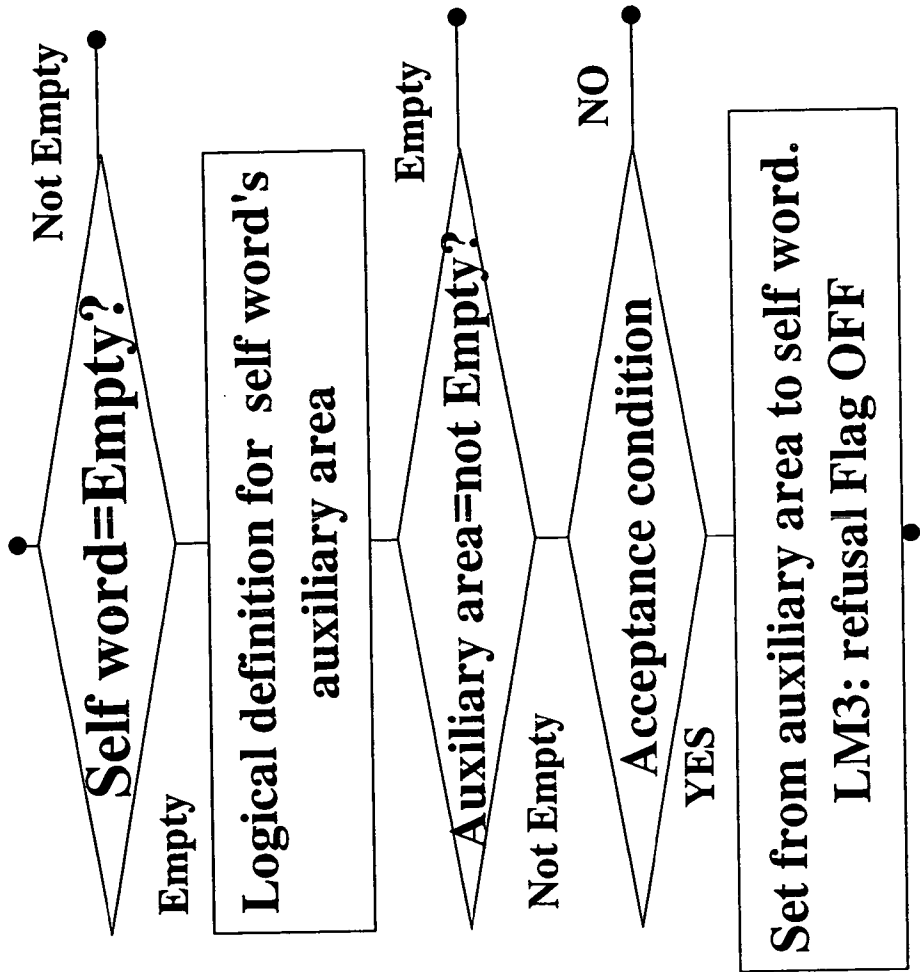 Not Empty
Self word=Empty?
Empty
Logical definition for self word's
auxiliary area
Empty
Auxiliary area=not Empty?
Not Empty
NO
Acceptance condition
YES
Set from auxiliary area to self word.
LM3: refusal Flag OFF